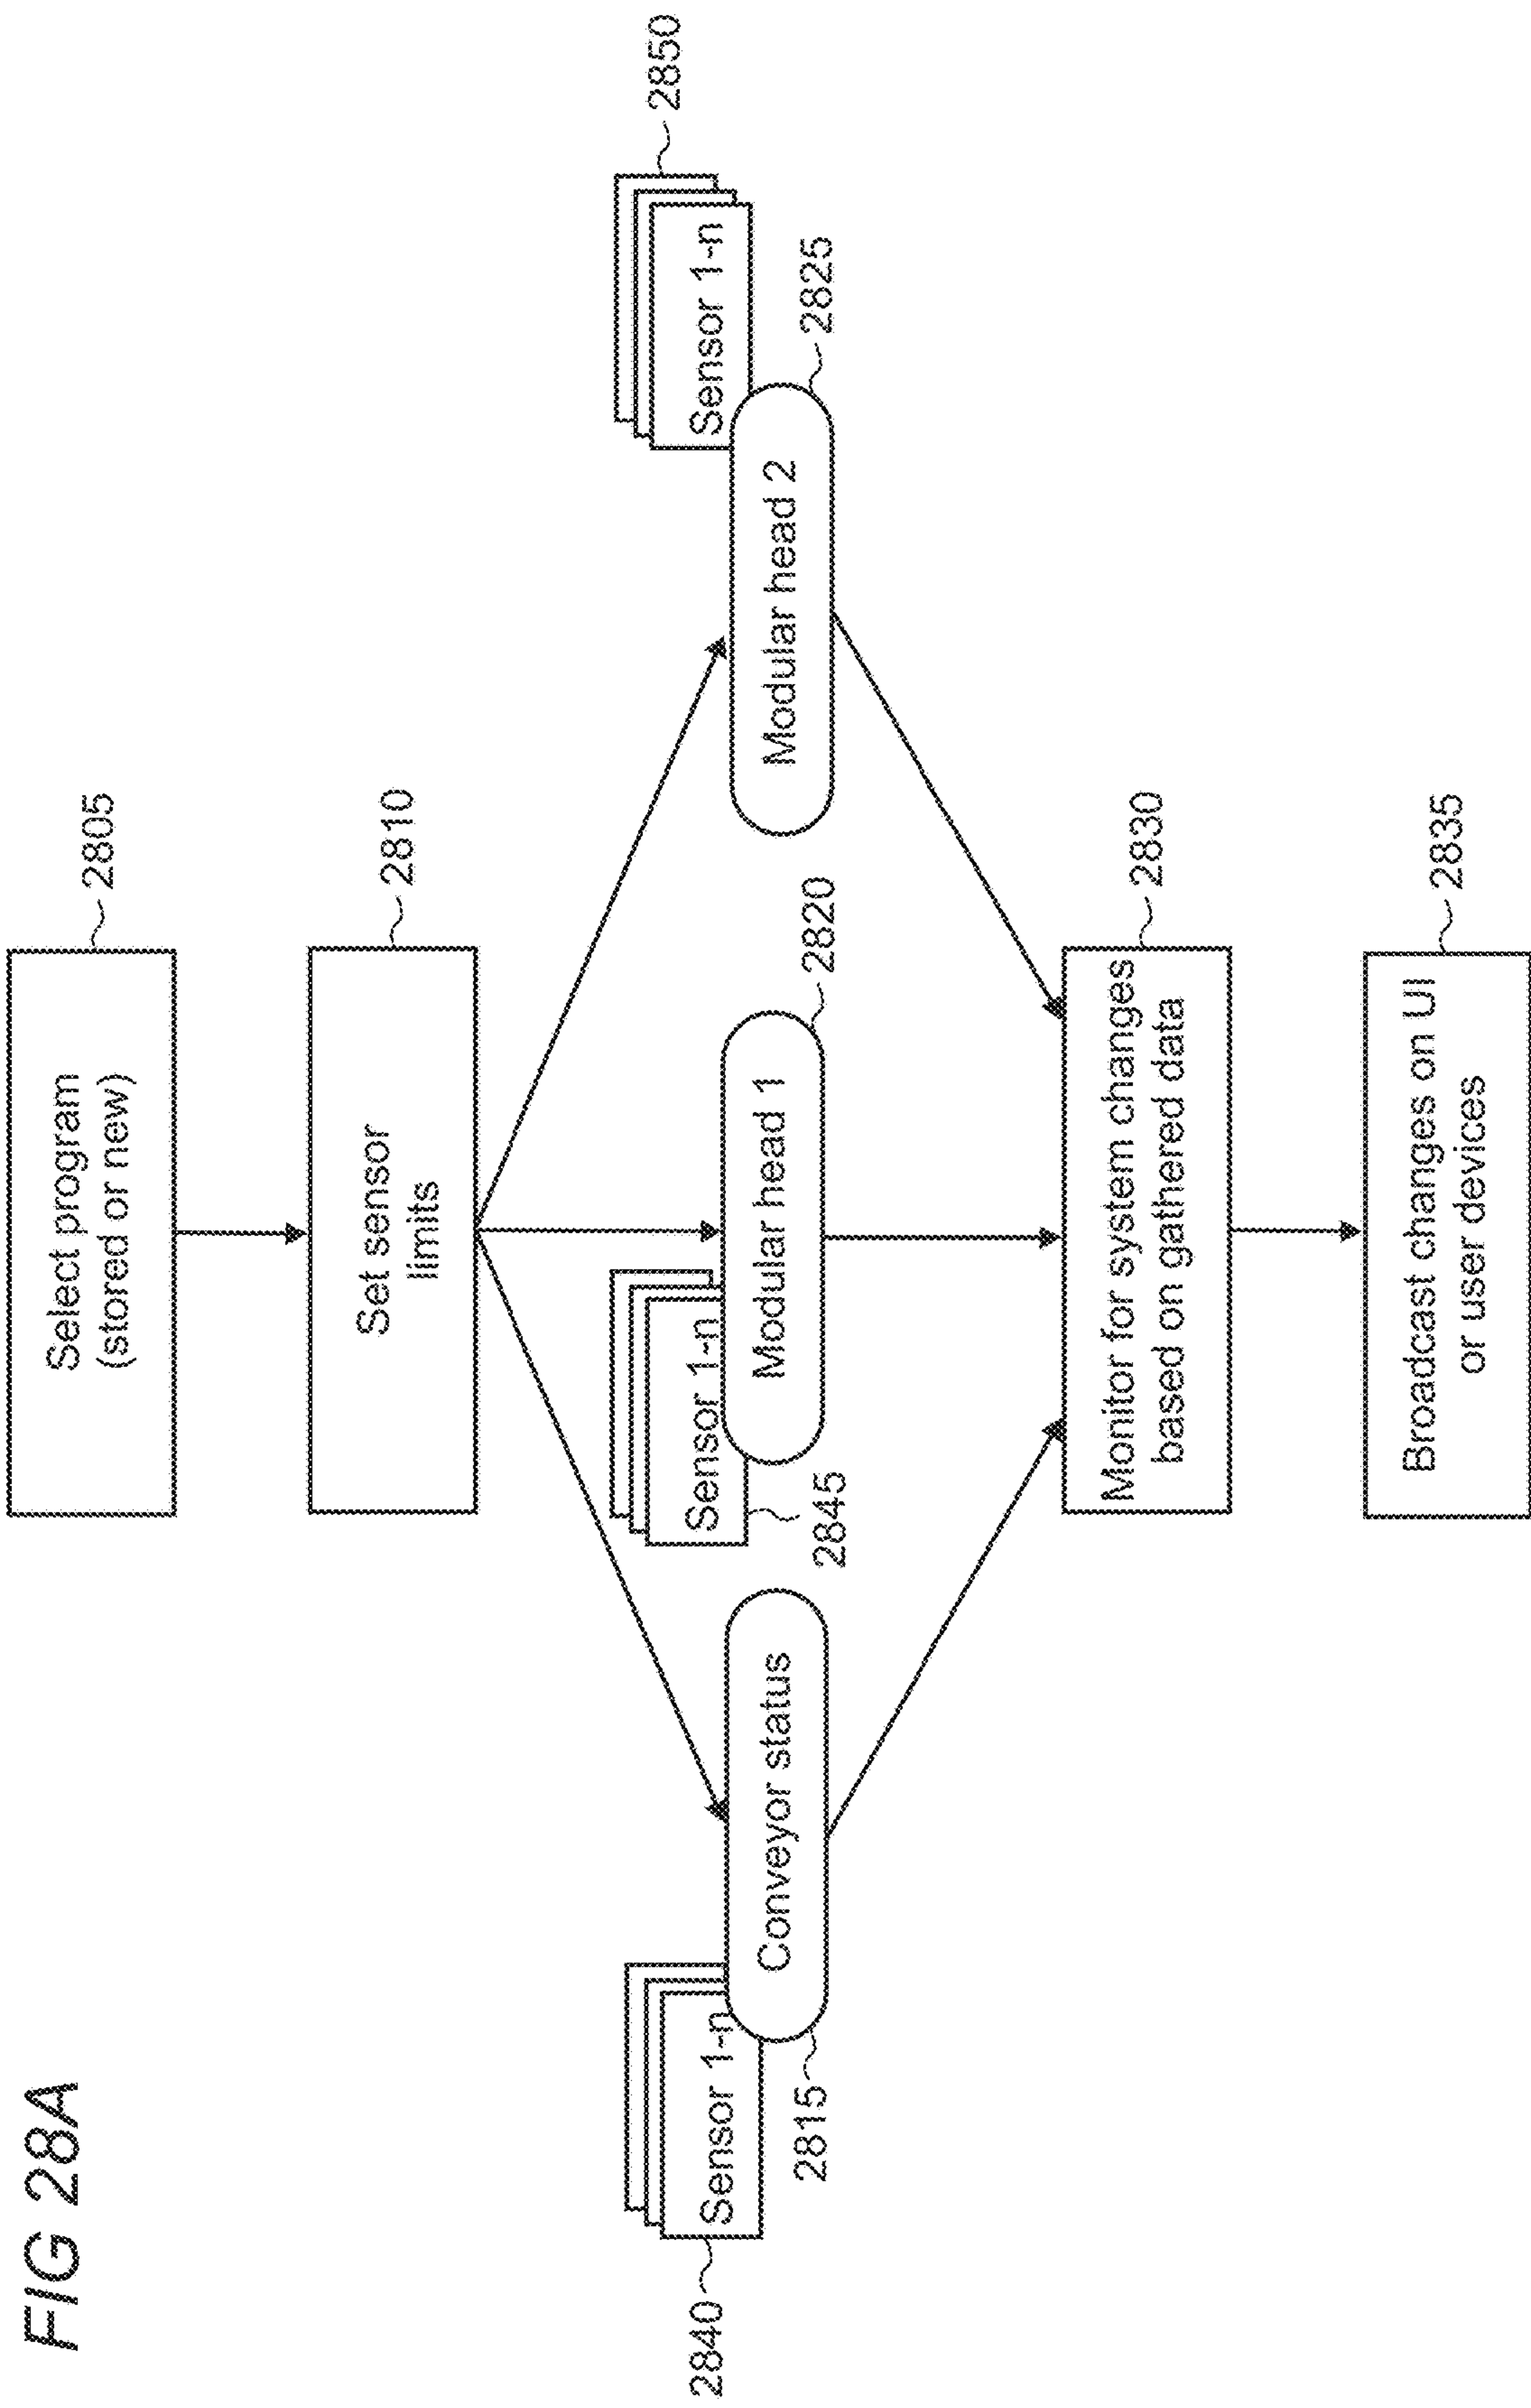 FIG 28A
Select program
(stored or new)
2805
Set sensor
limits
2810
2840
Sensor 1-n
2815
Conveyor status
2845
Sensor 1-n
Modular head 1
2820
Sensor 1-n
2850
Modular head 2
2825
Monitor for system changes
based on gathered data
2830
Broadcast changes on UI
or user devices
2835